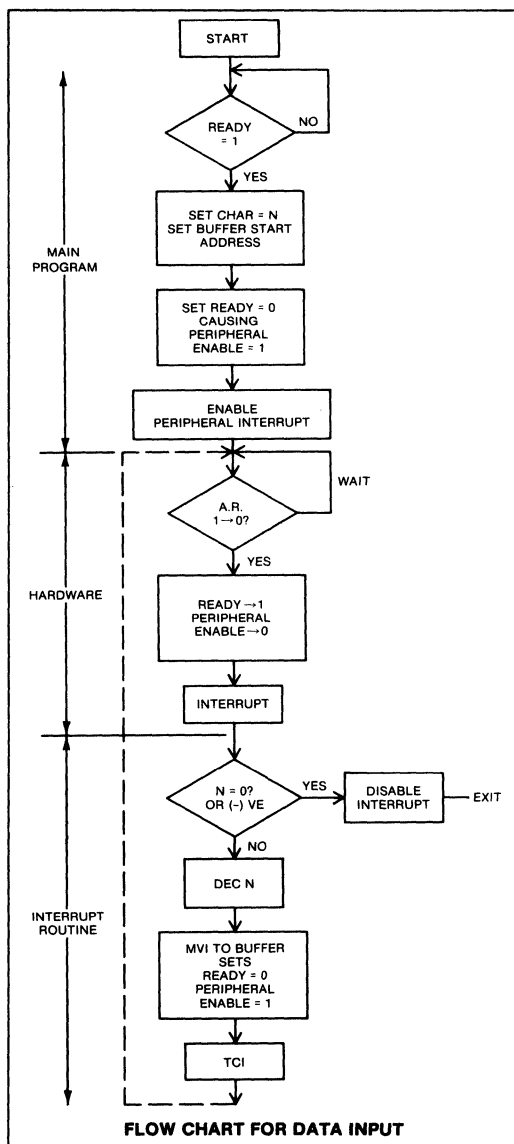 START
READY
= 1
NO
YES
SET CHAR = N
SET BUFFER START
ADDRESS
MAIN
PROGRAM
SET READY = 0
CAUSING
PERIPHERAL
ENABLE = 1
ENABLE
PERIPHERAL INTERRUPT
WAIT
A.R.
1→0?
YES
HARDWARE
READY→1
PERIPHERAL
ENABLE→0
INTERRUPT
N = 0?
OR (-) VE
YES
DISABLE
INTERRUPT
EXIT
NO
DEC N
INTERRUPT
ROUTINE
MVI TO BUFFER
SETS
READY = 0
PERIPHERAL
ENABLE = 1
TCI
FLOW CHART FOR DATA INPUT